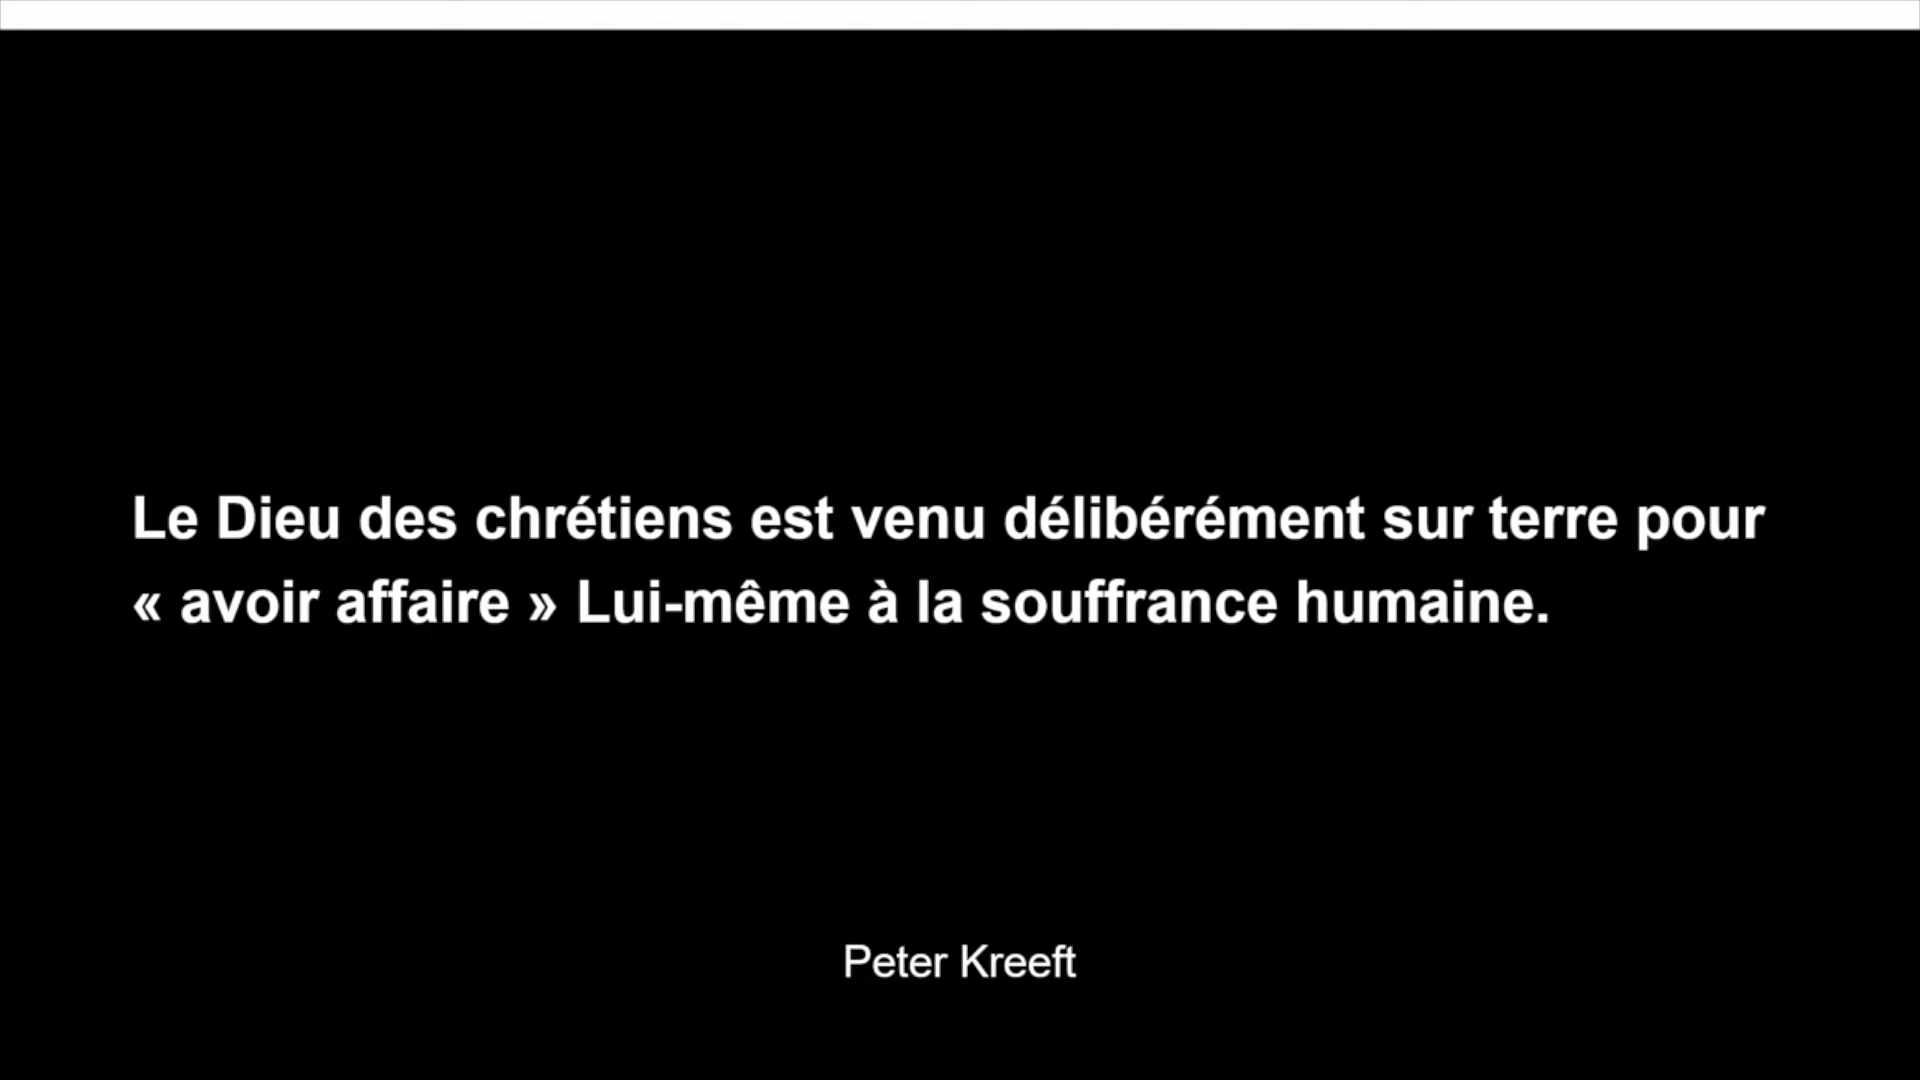 Le Dieu des chrétiens est venu délibérément sur terre pour
« avoir affaire » Lui-même à la souffrance humaine.
Peter Kreeft